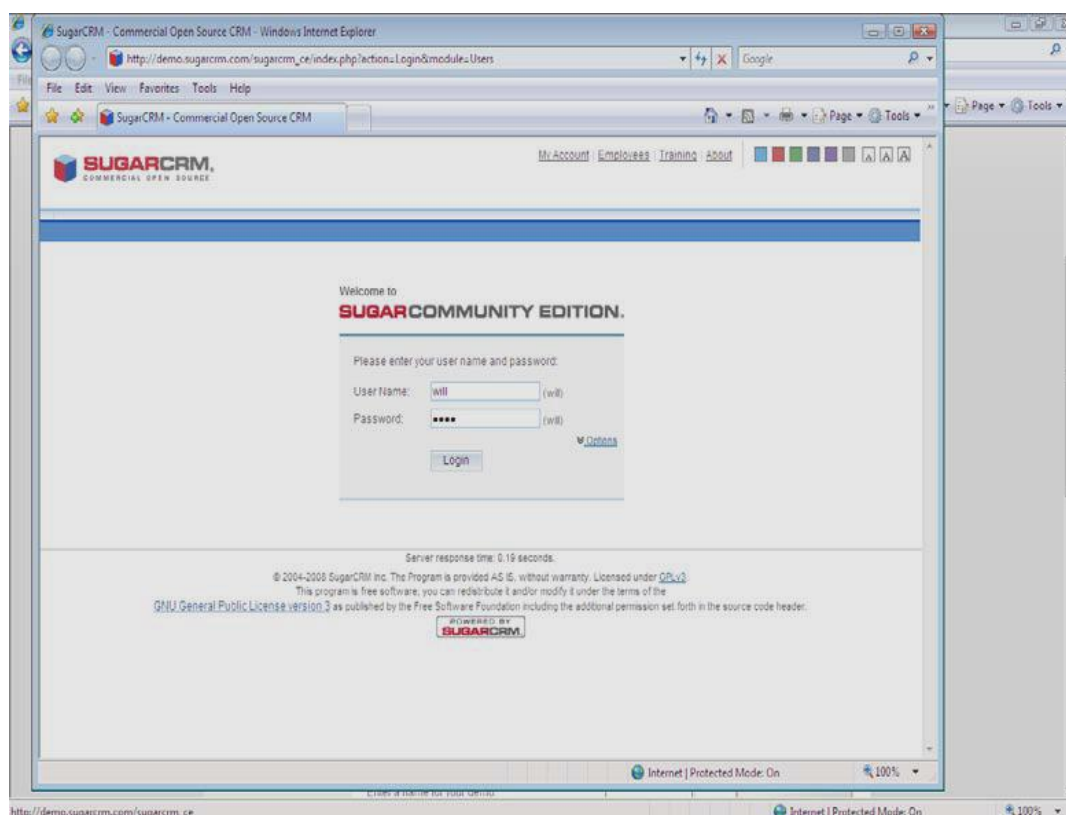 SugarCRM - Commercial Open Source CRM - Windows Internet Explorer
http://demo.sugarcrm.com/sugarcrm_ce/index.php?action=Login&module=Users
Google
File Edit View Favorites Tools Help
SugarCRM - Commercial Open Source CRM
Page Tools
Page Tools
SUGARCRM.
COMMERCIAL OPEN SOURCE
My Account Employees Training About
A A A
Welcome to
SUGARCOMMUNITY EDITION.
Please enter your user name and password:
User Name: will (will)
Password: •••• (will)
Options
Login
Server response time: 0.19 seconds.
© 2004-2008 SugarCRM Inc. The Program is provided AS IS, without warranty. Licensed under GPLv3.
This program is free software; you can redistribute it and/or modify it under the terms of the
GNU General Public License version 3 as published by the Free Software Foundation including the additional permission set forth in the source code header.
POWERED BY
SUGARCRM
Internet | Protected Mode: On 100%
Enter a name for your demo
http://demo.sugarcrm.com/sugarcrm_ce
Internet | Protected Mode: On 100%